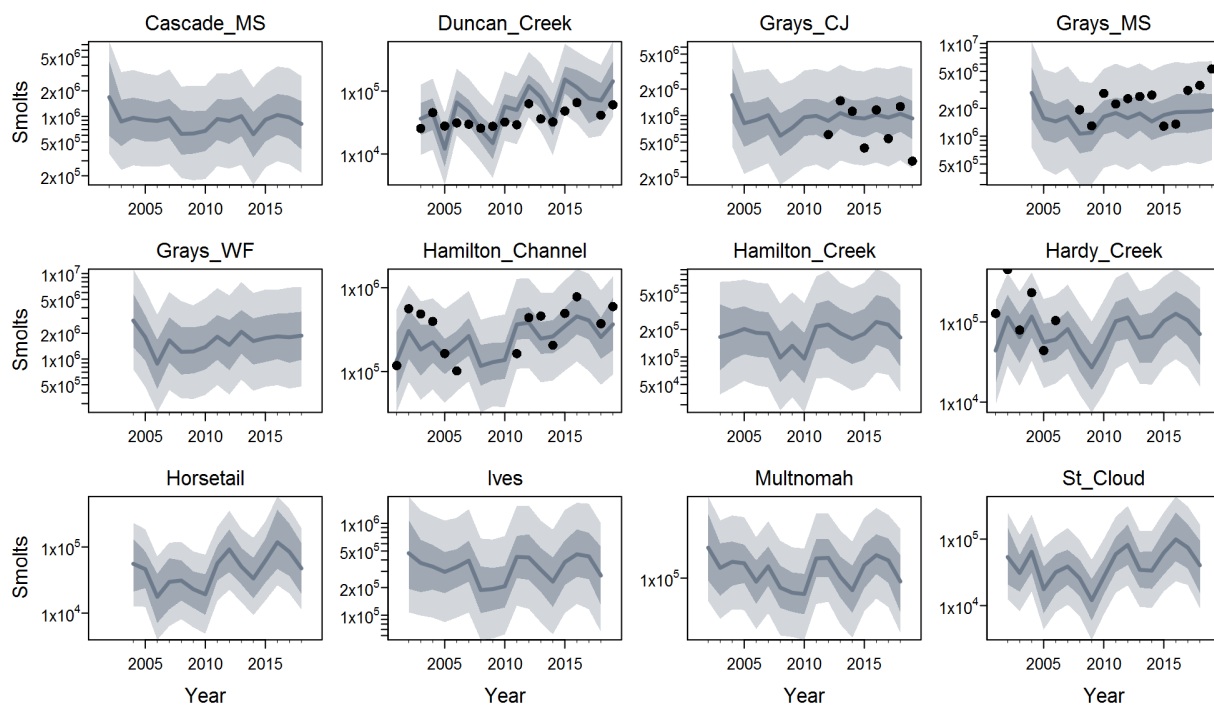 Cascade_MS Duncan_Creek Grays_CJ Grays_MS
Smolts
5x10⁶ 2x10⁶ 1x10⁶ 5x10⁵ 2x10⁵
1x10⁵ 1x10⁴
5x10⁶ 2x10⁶ 1x10⁶ 5x10⁵ 2x10⁵
1x10⁷ 5x10⁶ 2x10⁶ 1x10⁶ 5x10⁵
2005 2010 2015 2005 2010 2015 2005 2010 2015 2005 2010 2015
Grays_WF Hamilton_Channel Hamilton_Creek Hardy_Creek
Smolts
1x10⁷ 5x10⁶ 2x10⁶ 1x10⁶ 5x10⁵
1x10⁶ 1x10⁵
5x10⁵ 2x10⁵ 1x10⁵ 5x10⁴
1x10⁵ 1x10⁴
2005 2010 2015 2005 2010 2015 2005 2010 2015 2005 2010 2015
Horsetail Ives Multnomah St_Cloud
Smolts
1x10⁵ 1x10⁴
1x10⁶ 5x10⁵ 2x10⁵ 1x10⁵
1x10⁵
1x10⁵ 1x10⁴
2005 2010 2015 2005 2010 2015 2005 2010 2015 2005 2010 2015
Year Year Year Year